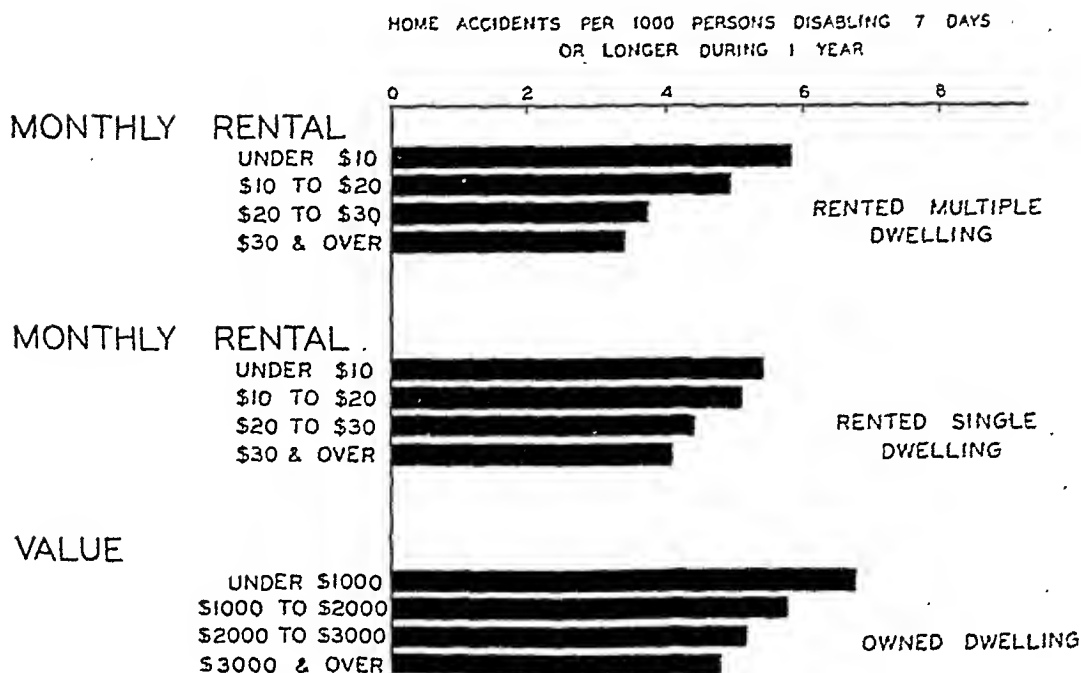 HOME ACCIDENTS PER 1000 PERSONS DISABLING 7 DAYS
OR LONGER DURING 1 YEAR
0 2 4 6 8
MONTHLY RENTAL
UNDER $10
$10 TO $20
$20 TO $30
$30 & OVER
RENTED MULTIPLE
DWELLING
MONTHLY RENTAL
UNDER $10
$10 TO $20
$20 TO $30
$30 & OVER
RENTED SINGLE
DWELLING
VALUE
UNDER $1000
$1000 TO $2000
$2000 TO $3000
$3000 & OVER
OWNED DWELLING